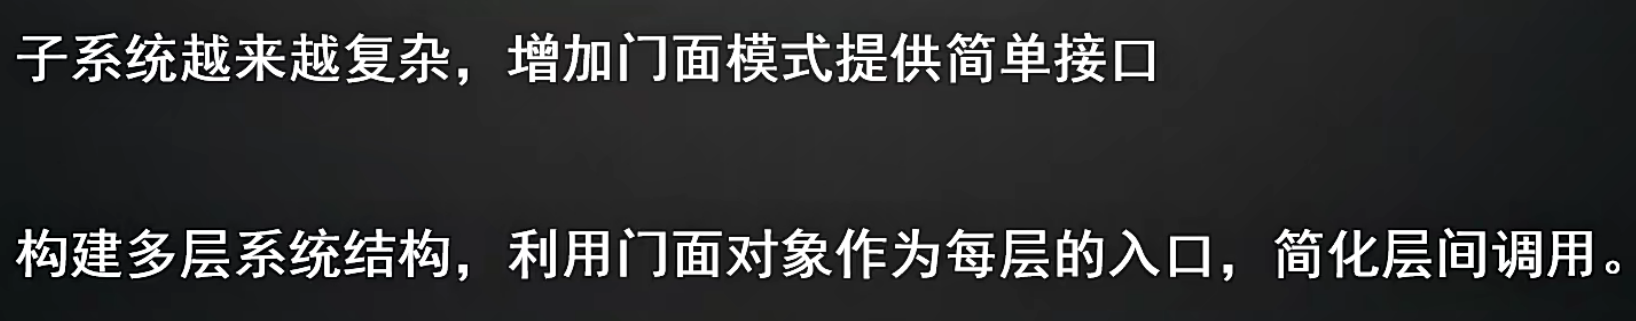 子系统越来越复杂，增加门面模式提供简单接口
构建多层系统结构，利用门面对象作为每层的入口，简化层间调用。